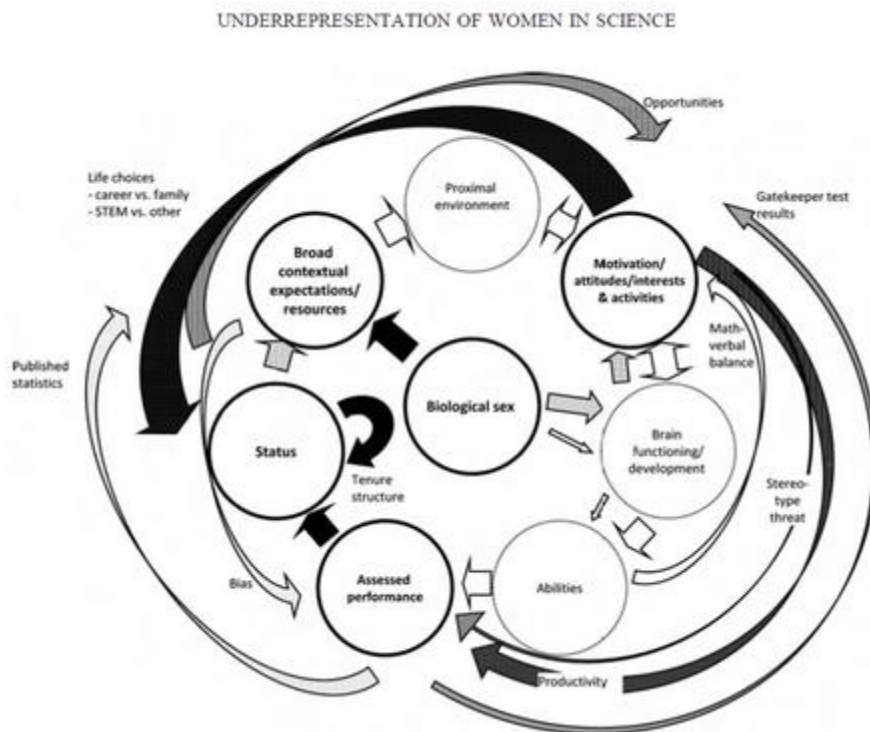 UNDERREPRESENTATION OF WOMEN IN SCIENCE
Opportunities
Life choices
- career vs. family
- STEM vs. other
Proximal
environment
Gatekeeper test
results
Broad
contextual
expectations/
resources
Motivation/
attitudes/interests
& activities
Published
statistics
Math-
verbal
balance
Biological sex
Status
Brain
functioning/
development
Tenure
structure
Stereo-
type
threat
Bias
Assessed
performance
Abilities
Productivity